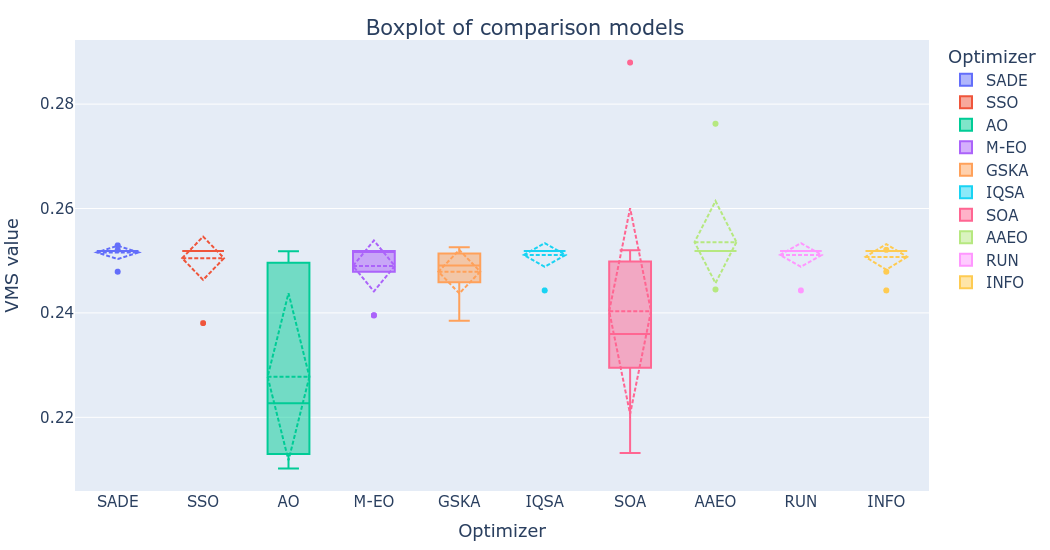 Boxplot of comparison models
VMS value
0.28
0.26
0.24
0.22
SADE
SSO
AO
M-EO
GSKA
IQSA
SOA
AAEO
RUN
INFO
Optimizer
Optimizer
SADE
SSO
AO
M-EO
GSKA
IQSA
SOA
AAEO
RUN
INFO